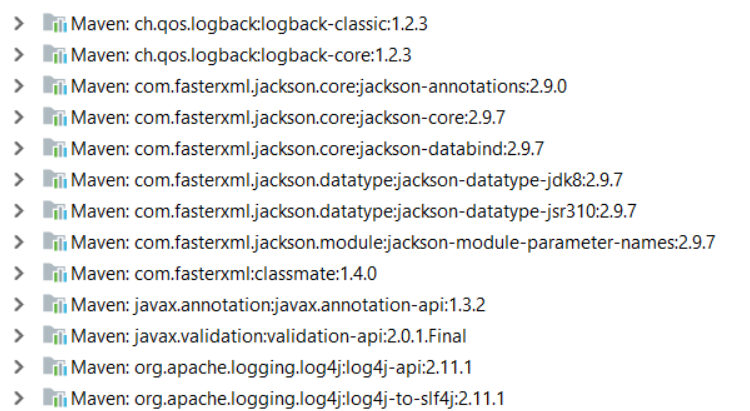 Maven: ch.qos.logback:logback-classic:1.2.3
Maven: ch.qos.logback:logback-core:1.2.3
Maven: com.fasterxml.jackson.core:jackson-annotations:2.9.0
Maven: com.fasterxml.jackson.core:jackson-core:2.9.7
Maven: com.fasterxml.jackson.core:jackson-databind:2.9.7
Maven: com.fasterxml.jackson.datatype:jackson-datatype-jdk8:2.9.7
Maven: com.fasterxml.jackson.datatype:jackson-datatype-jsr310:2.9.7
Maven: com.fasterxml.jackson.module:jackson-module-parameter-names:2.9.7
Maven: com.fasterxml:classmate:1.4.0
Maven: javax.annotation:javax.annotation-api:1.3.2
Maven: javax.validation:validation-api:2.0.1.Final
Maven: org.apache.logging.log4j:log4j-api:2.11.1
Maven: org.apache.logging.log4j:log4j-to-slf4j:2.11.1